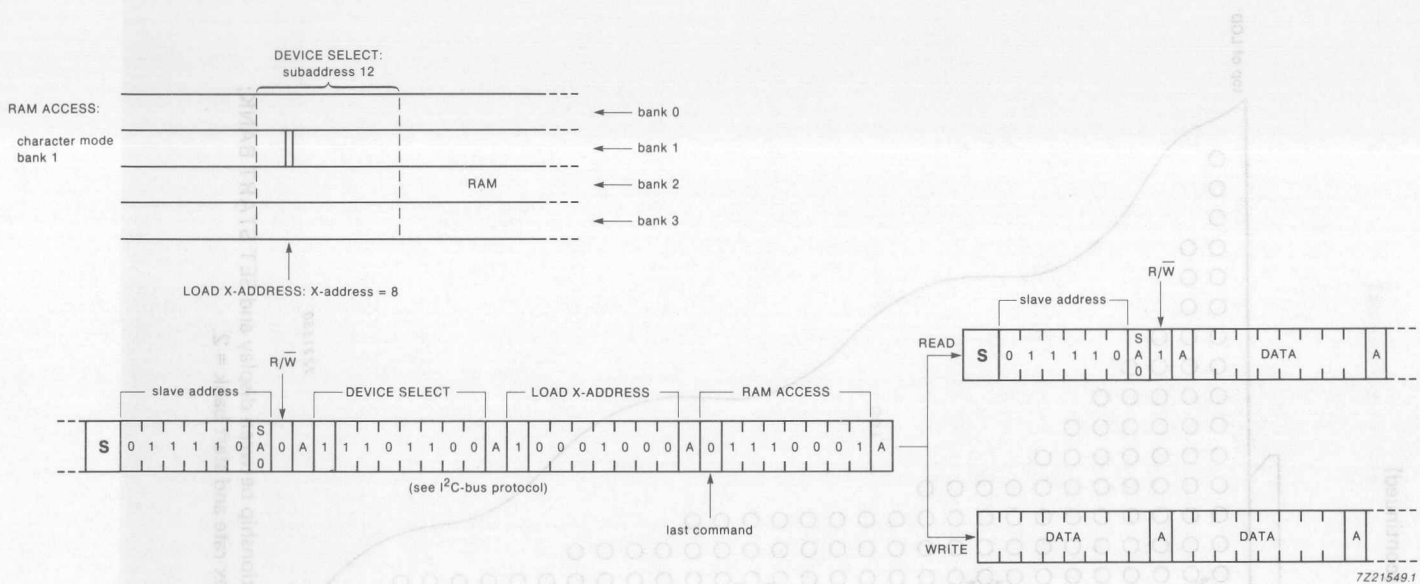 DEVICE SELECT:
subaddress 12
RAM ACCESS:
character mode
bank 1
bank 0
bank 1
bank 2
bank 3
RAM
LOAD X-ADDRESS: X-address = 8
R/W̅
slave address
DEVICE SELECT
LOAD X-ADDRESS
RAM ACCESS
S 0 1 1 1 1 0 SA0 0 A 1 1 1 0 1 1 0 0 A 1 0 0 0 1 0 0 0 A 0 1 1 1 0 0 0 1 A
(see I²C-bus protocol)
last command
R/W̅
slave address
READ
S 0 1 1 1 1 0 SA0 1 A DATA A
WRITE
DATA A DATA A
7Z21546.1